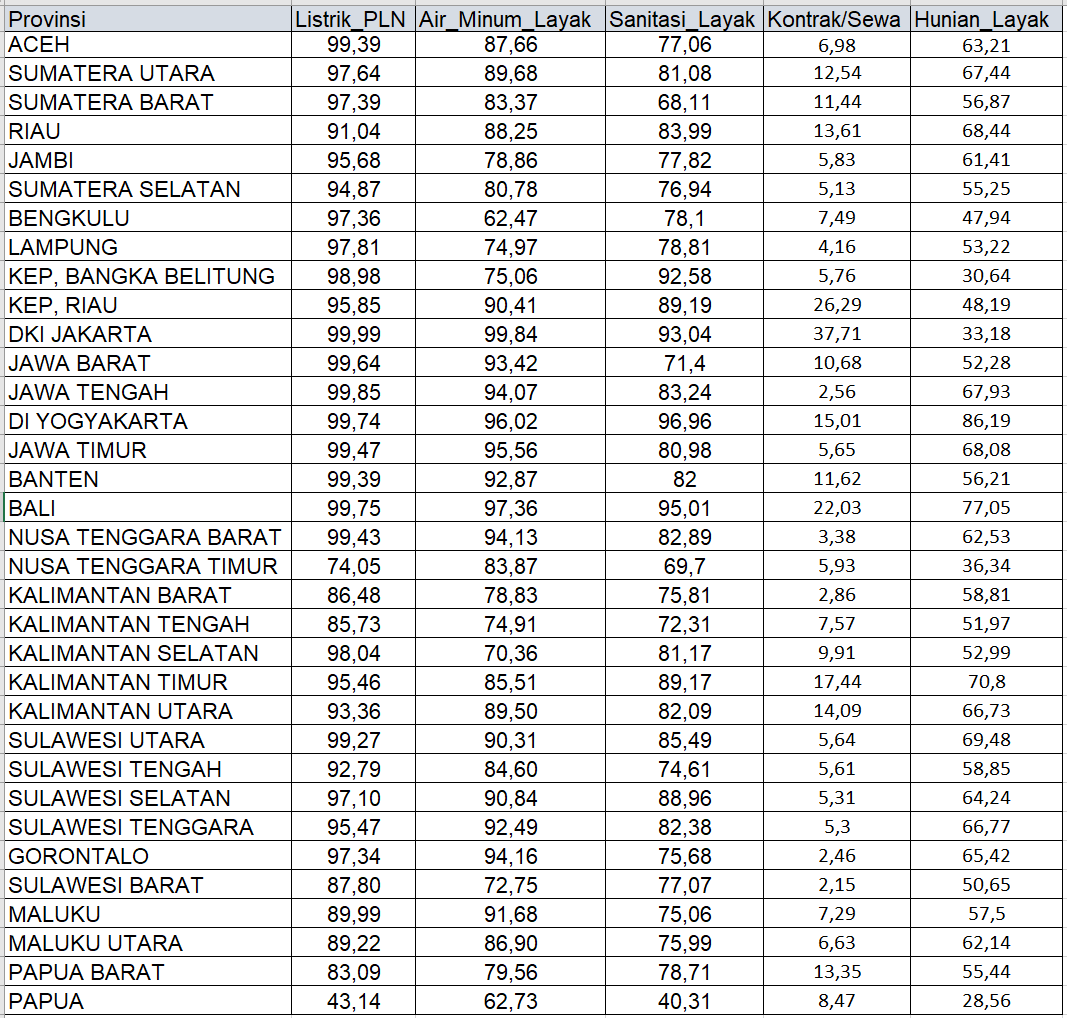 Provinsi Listrik_PLN Air_Minum_Layak Sanitasi_Layak Kontrak/Sewa Hunian_Layak
ACEH 99,39 87,66 77,06 6,98 63,21
SUMATERA UTARA 97,64 89,68 81,08 12,54 67,44
SUMATERA BARAT 97,39 83,37 68,11 11,44 56,87
RIAU 91,04 88,25 83,99 13,61 68,44
JAMBI 95,68 78,86 77,82 5,83 61,41
SUMATERA SELATAN 94,87 80,78 76,94 5,13 55,25
BENGKULU 97,36 62,47 78,1 7,49 47,94
LAMPUNG 97,81 74,97 78,81 4,16 53,22
KEP, BANGKA BELITUNG 98,98 75,06 92,58 5,76 30,64
KEP, RIAU 95,85 90,41 89,19 26,29 48,19
DKI JAKARTA 99,99 99,84 93,04 37,71 33,18
JAWA BARAT 99,64 93,42 71,4 10,68 52,28
JAWA TENGAH 99,85 94,07 83,24 2,56 67,93
DI YOGYAKARTA 99,74 96,02 96,96 15,01 86,19
JAWA TIMUR 99,47 95,56 80,98 5,65 68,08
BANTEN 99,39 92,87 82 11,62 56,21
BALI 99,75 97,36 95,01 22,03 77,05
NUSA TENGGARA BARAT 99,43 94,13 82,89 3,38 62,53
NUSA TENGGARA TIMUR 74,05 83,87 69,7 5,93 36,34
KALIMANTAN BARAT 86,48 78,83 75,81 2,86 58,81
KALIMANTAN TENGAH 85,73 74,91 72,31 7,57 51,97
KALIMANTAN SELATAN 98,04 70,36 81,17 9,91 52,99
KALIMANTAN TIMUR 95,46 85,51 89,17 17,44 70,8
KALIMANTAN UTARA 93,36 89,50 82,09 14,09 66,73
SULAWESI UTARA 99,27 90,31 85,49 5,64 69,48
SULAWESI TENGAH 92,79 84,60 74,61 5,61 58,85
SULAWESI SELATAN 97,10 90,84 88,96 5,31 64,24
SULAWESI TENGGARA 95,47 92,49 82,38 5,3 66,77
GORONTALO 97,34 94,16 75,68 2,46 65,42
SULAWESI BARAT 87,80 72,75 77,07 2,15 50,65
MALUKU 89,99 91,68 75,06 7,29 57,5
MALUKU UTARA 89,22 86,90 75,99 6,63 62,14
PAPUA BARAT 83,09 79,56 78,71 13,35 55,44
PAPUA 43,14 62,73 40,31 8,47 28,56